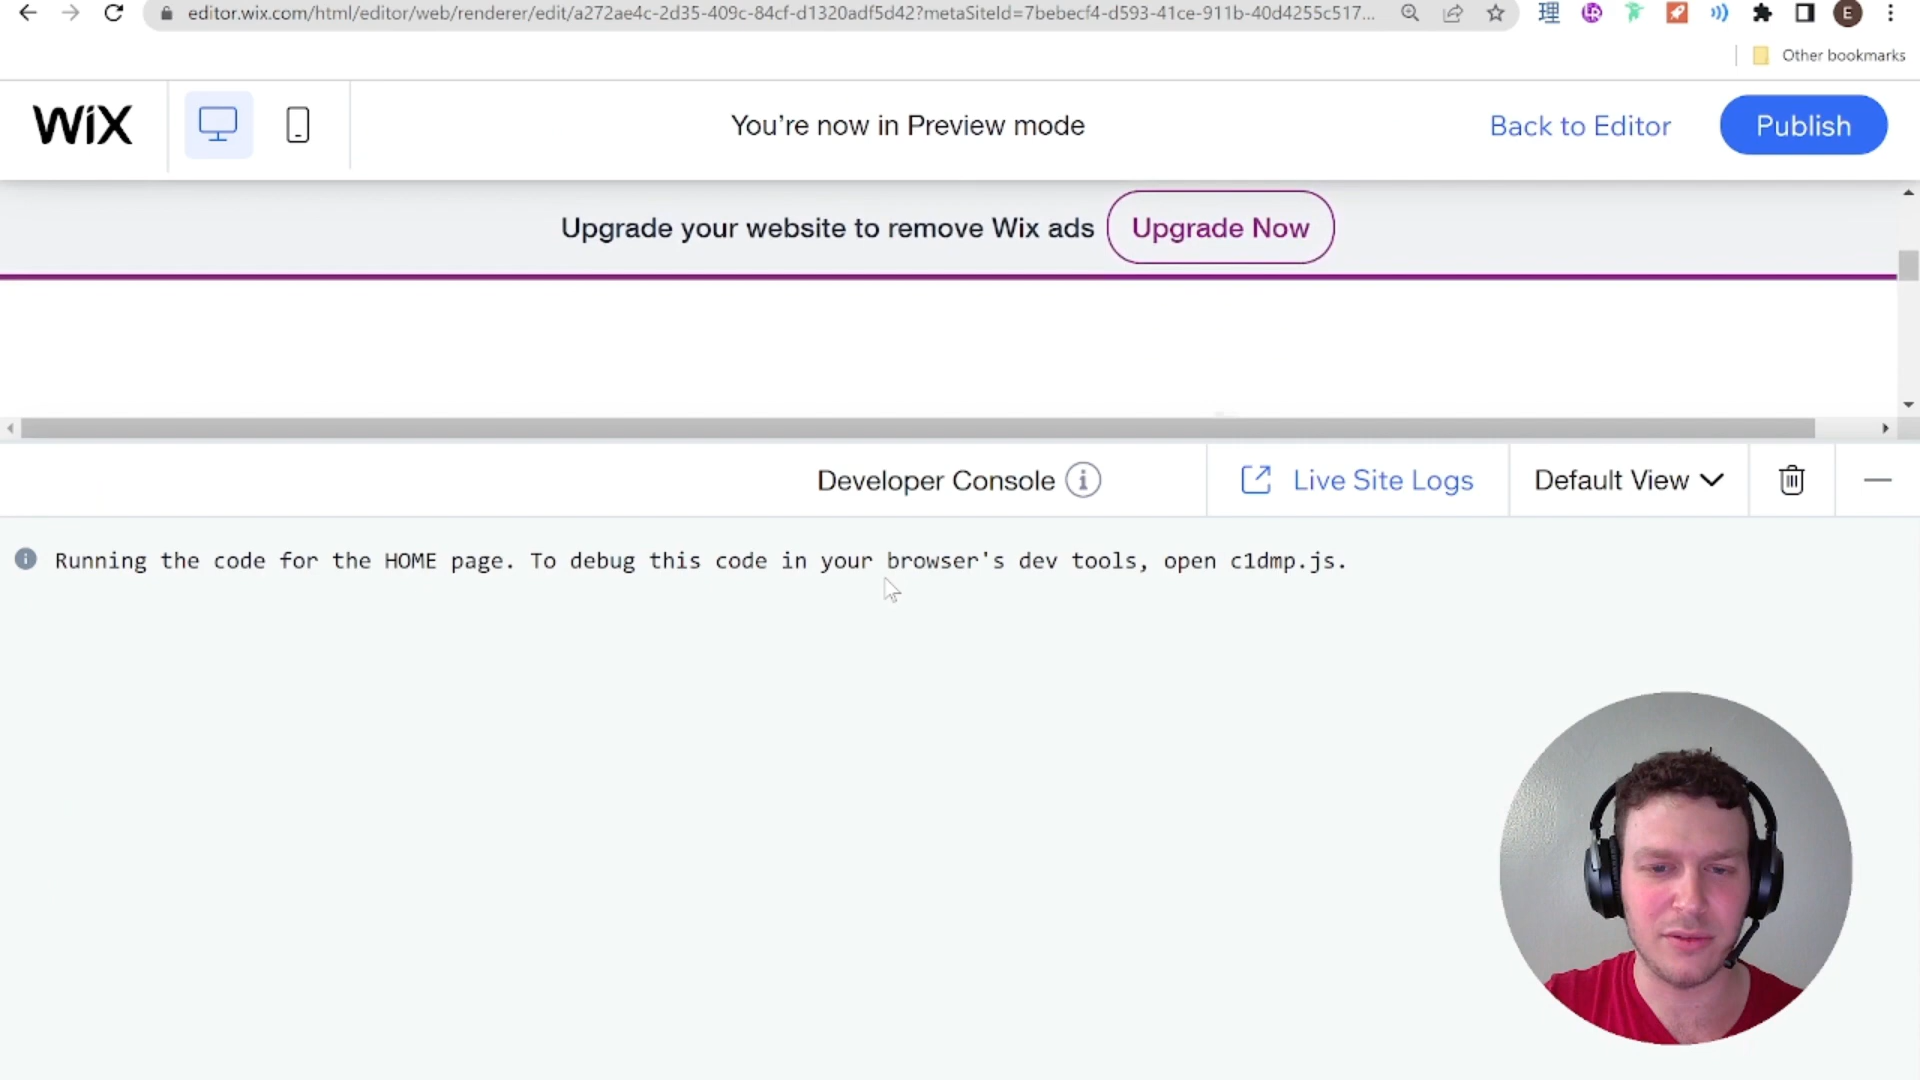 editor.wix.com/html/editor/web/renderer/edit/a272ae4c-2d35-409c-84cf-d1320adf5d42?metaSiteId=7bebecf4-d593-41ce-911b-40d4255c517...
理
E
Other bookmarks
WiX
You're now in Preview mode
Back to Editor
Publish
Upgrade your website to remove Wix ads
Upgrade Now
Developer Console
Live Site Logs
Default View
Running the code for the HOME page. To debug this code in your browser's dev tools, open c1dmp.js.